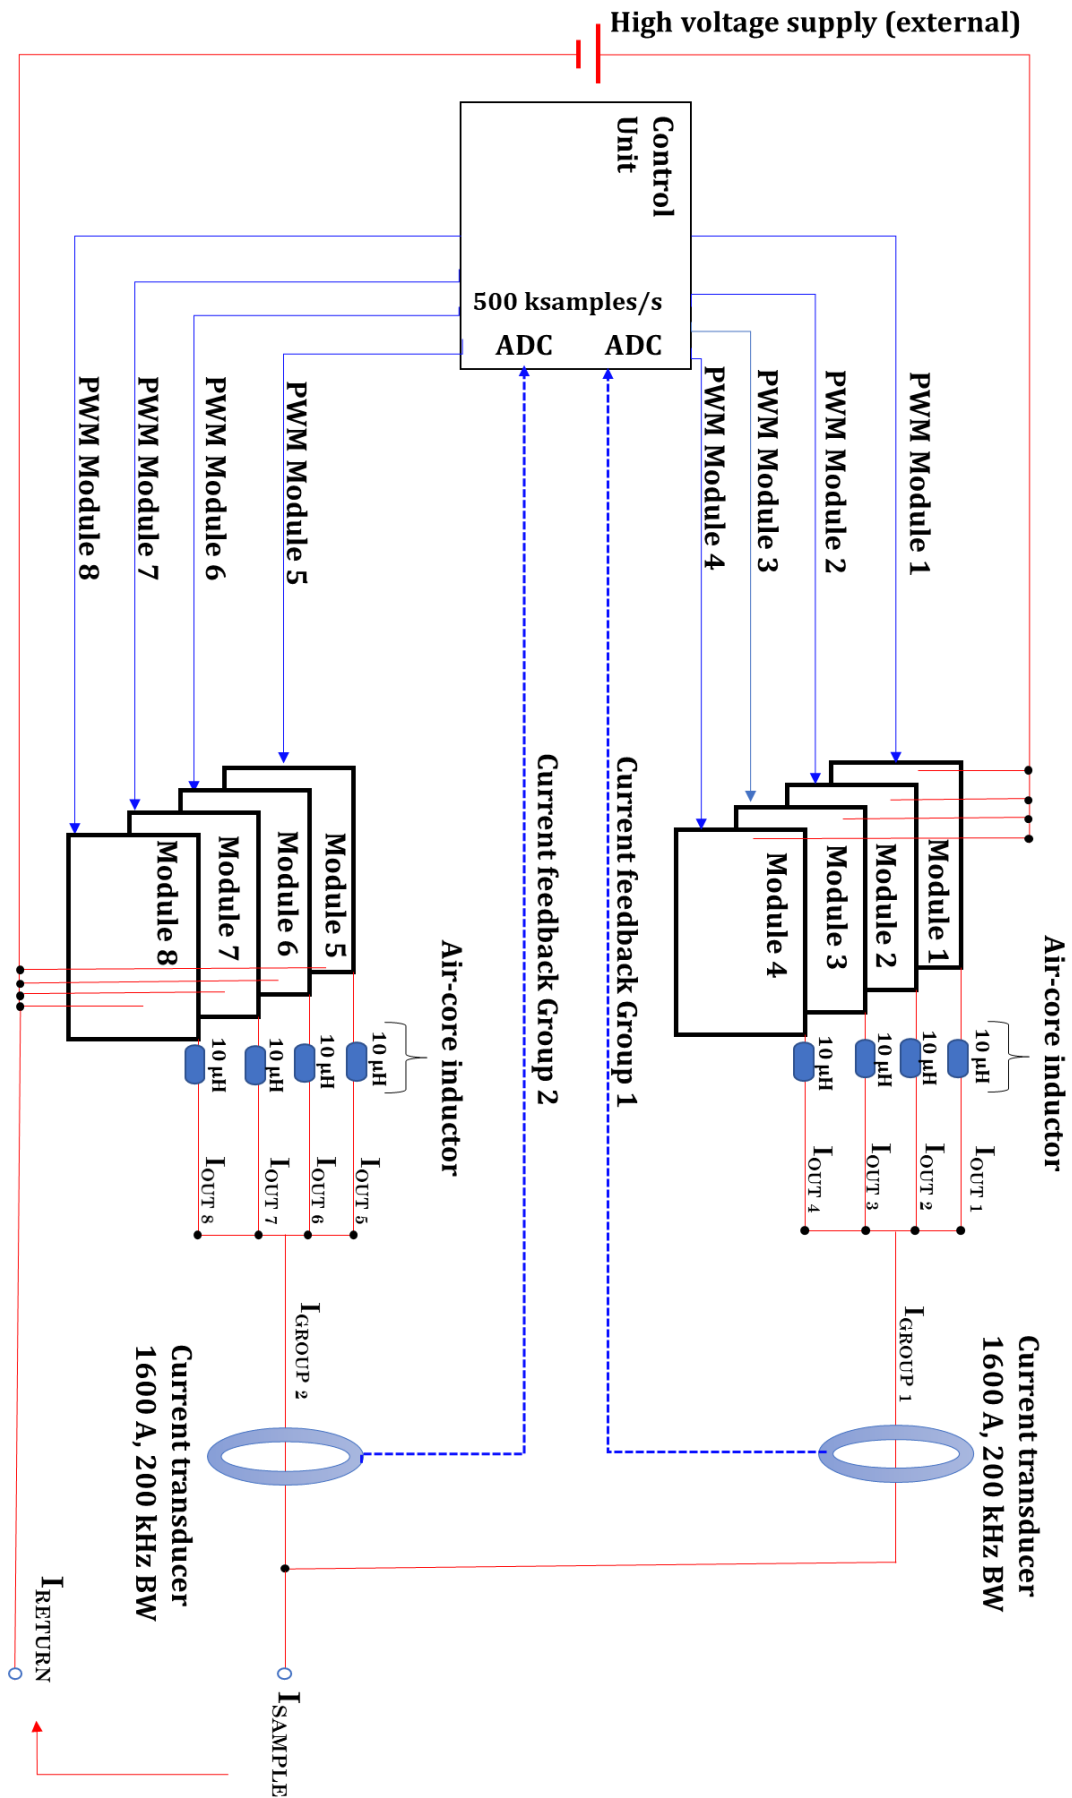 High voltage supply (external)
Control
Unit
500 ksamples/s
ADC
ADC
PWM Module 8
PWM Module 7
PWM Module 6
PWM Module 5
PWM Module 4
PWM Module 3
PWM Module 2
PWM Module 1
Current feedback Group 2
Current feedback Group 1
Module 8
Module 7
Module 6
Module 5
Module 4
Module 3
Module 2
Module 1
Air-core inductor
Air-core inductor
10 μH
10 μH
10 μH
10 μH
10 μH
10 μH
10 μH
10 μH
IOUT 8
IOUT 7
IOUT 6
IOUT 5
IOUT 4
IOUT 3
IOUT 2
IOUT 1
IGROUP 2
IGROUP 1
Current transducer
1600 A, 200 kHz BW
Current transducer
1600 A, 200 kHz BW
IRETURN
ISAMPLE